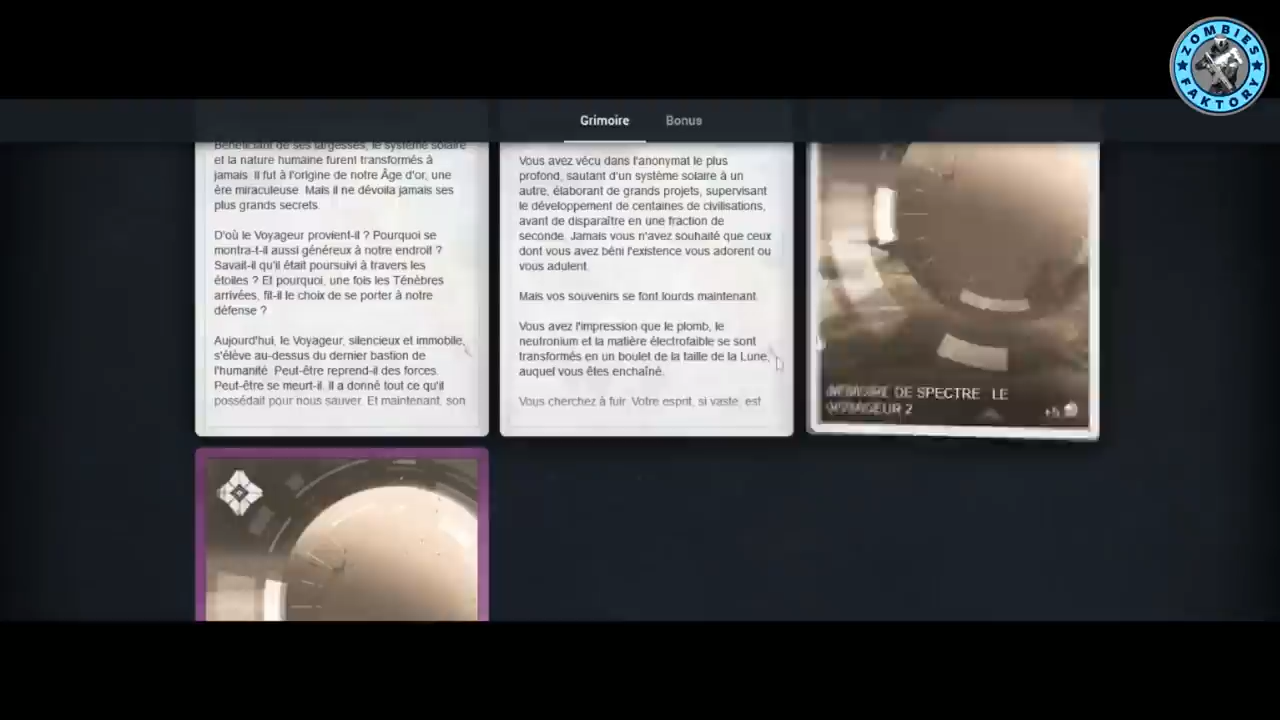 ZOMBIES
FAKTORY
Grimoire
Bonus
Bénéficiant de ses largesses, le système solaire
et la nature humaine furent transformés à
jamais. Il fut à l'origine de notre Âge d'or, une
ère miraculeuse. Mais il ne dévoila jamais ses
plus grands secrets.
D'où le Voyageur provient-il ? Pourquoi se
montra-t-il aussi généreux à notre endroit ?
Savait-il qu'il était poursuivi à travers les
étoiles ? Et pourquoi, une fois les Ténèbres
arrivées, fit-il le choix de se porter à notre
défense ?
Aujourd'hui, le Voyageur, silencieux et immobile,
s'élève au-dessus du dernier bastion de
l'humanité. Peut-être reprend-il des forces.
Peut-être se meurt-il. Il a donné tout ce qu'il
possédait pour nous sauver. Et maintenant, son
Vous avez vécu dans l'anonymat le plus
profond, sautant d'un système solaire à un
autre, élaborant de grands projets, supervisant
le développement de centaines de civilisations,
avant de disparaître en une fraction de
seconde. Jamais vous n'avez souhaité que ceux
dont vous avez béni l'existence vous adorent ou
vous adulent.
Mais vos souvenirs se font lourds maintenant.
Vous avez l'impression que le plomb, le
neutronium et la matière électrofaible se sont
transformés en un boulet de la taille de la Lune,
auquel vous êtes enchaîné.
Vous cherchez à fuir. Votre esprit, si vaste, est
MÉMOIRE DE SPECTRE LE
VOYAGEUR 2
+5